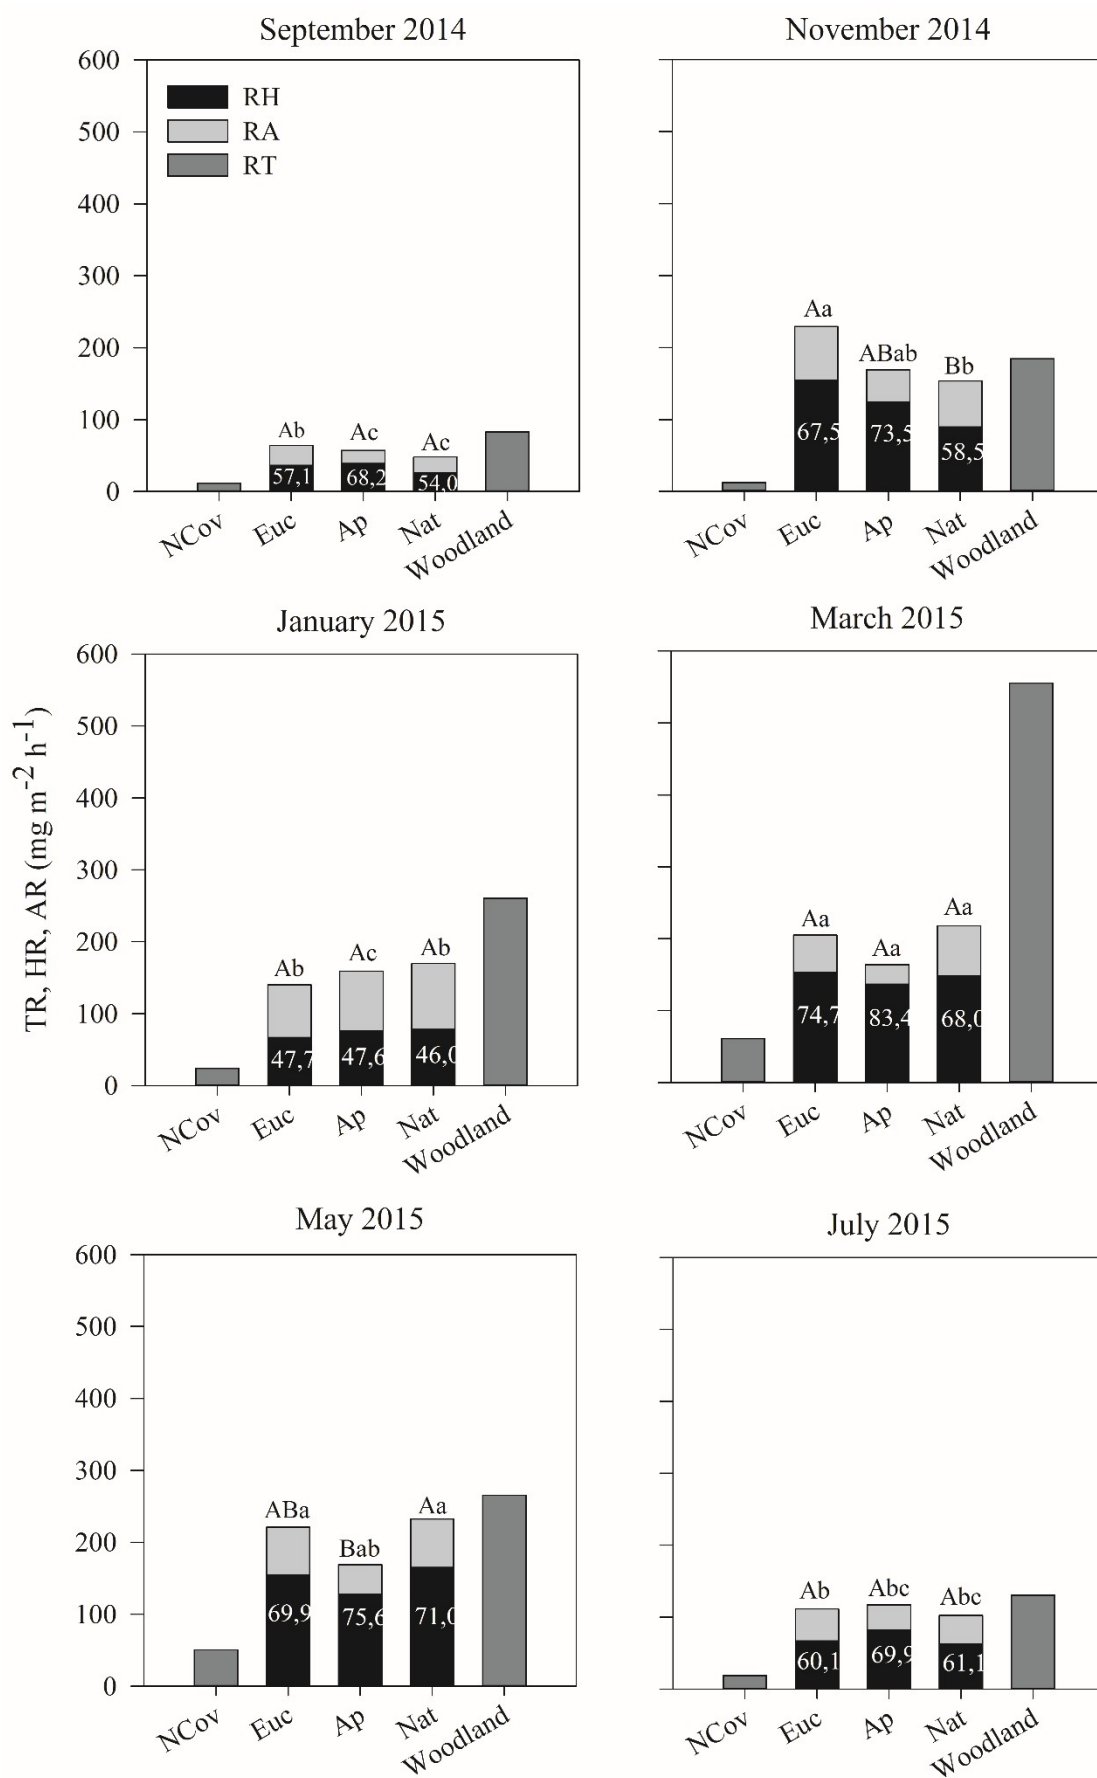 September 2014
November 2014
600
500
400
300
200
100
0
RH
RA
RT
Ab
Ac
Ac
57,1
68,2
54,0
NCov
Euc
Ap
Nat
Woodland
Aa
ABab
Bb
67,5
73,5
58,5
NCov
Euc
Ap
Nat
Woodland
January 2015
March 2015
TR, HR, AR (mg m-2 h-1)
600
500
400
300
200
100
0
Ab
Ac
Ab
47,7
47,6
46,0
NCov
Euc
Ap
Nat
Woodland
Aa
Aa
Aa
74,7
83,4
68,0
NCov
Euc
Ap
Nat
Woodland
May 2015
July 2015
600
500
400
300
200
100
0
ABa
Bab
Aa
69,9
75,6
71,0
NCov
Euc
Ap
Nat
Woodland
Ab
Abc
Abc
60,1
69,9
61,1
NCov
Euc
Ap
Nat
Woodland